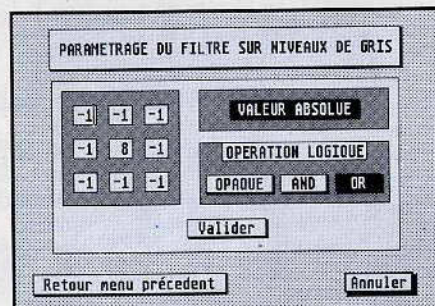 PARAMETRAGE DU FILTRE SUR NIVEAUX DE GRIS
-1 -1 -1
-1 8 -1
-1 -1 -1
VALEUR ABSOLUE
OPERATION LOGIQUE
OPAQUE AND OR
Valider
Retour menu précedent
Annuler